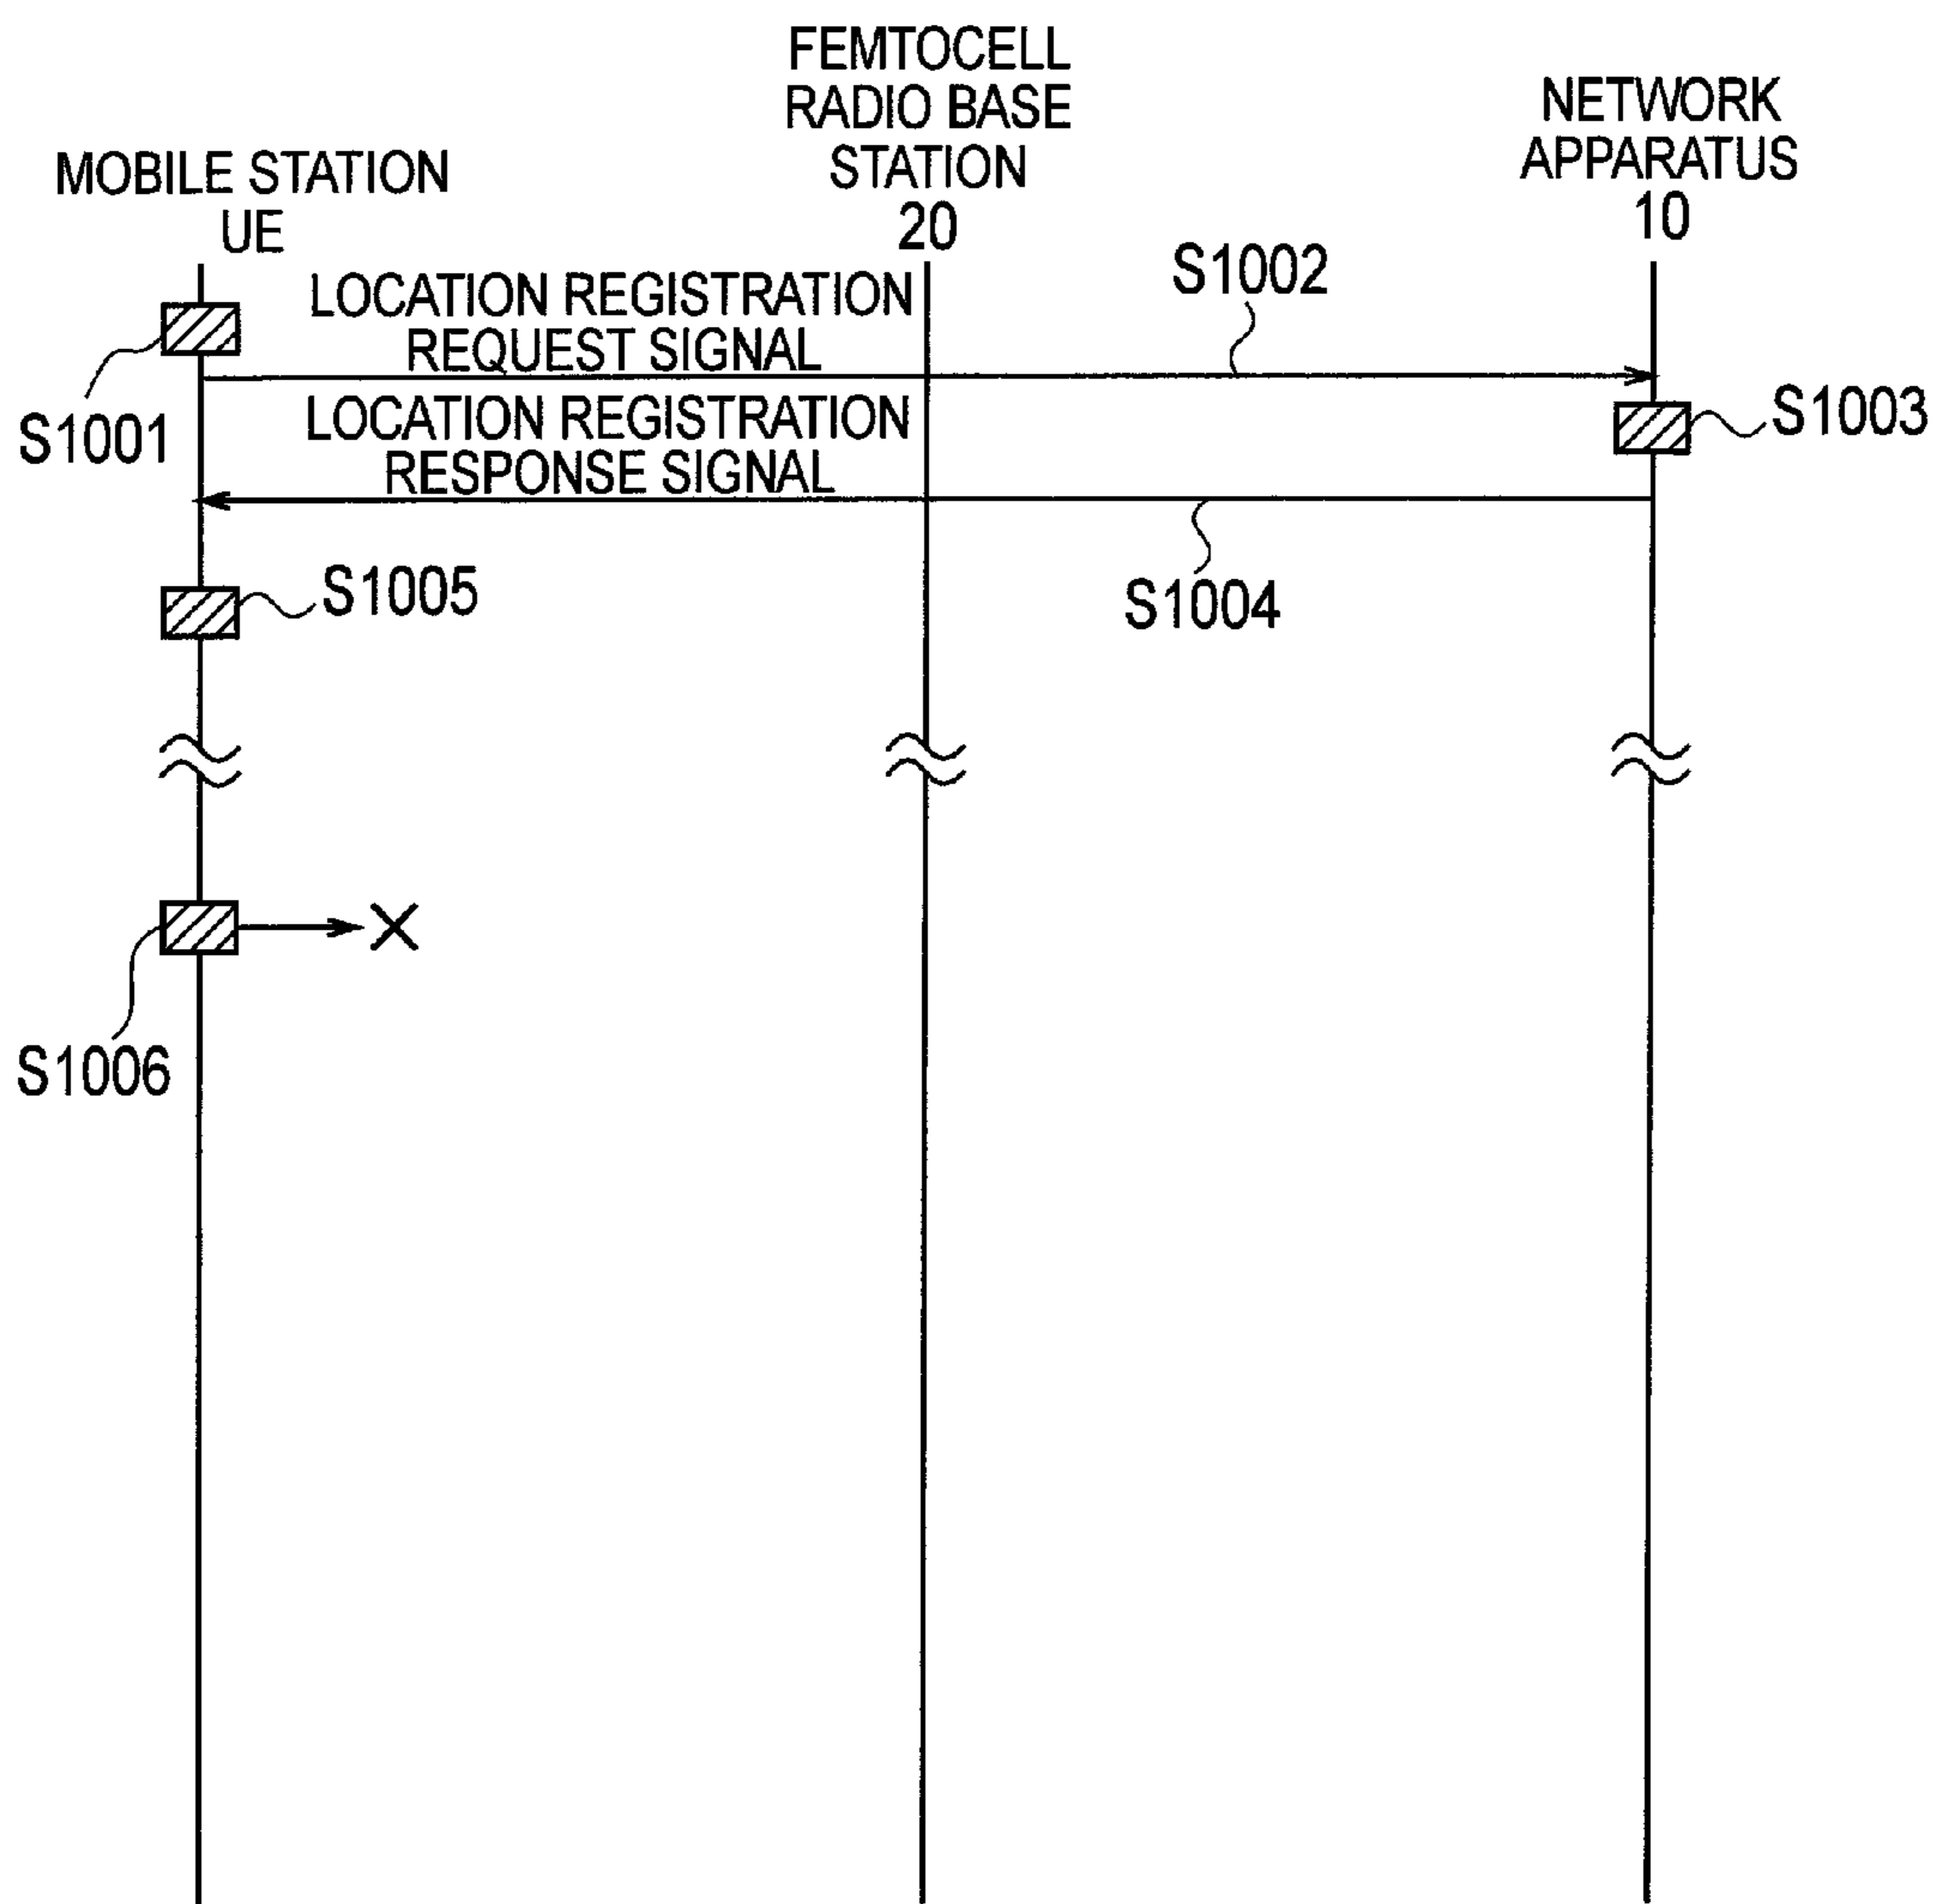 FEMTOCELL
RADIO BASE
STATION
20
NETWORK
APPARATUS
10
MOBILE STATION
UE
S1002
LOCATION REGISTRATION
REQUEST SIGNAL
S1001
S1003
LOCATION REGISTRATION
RESPONSE SIGNAL
S1005
S1004
S1006